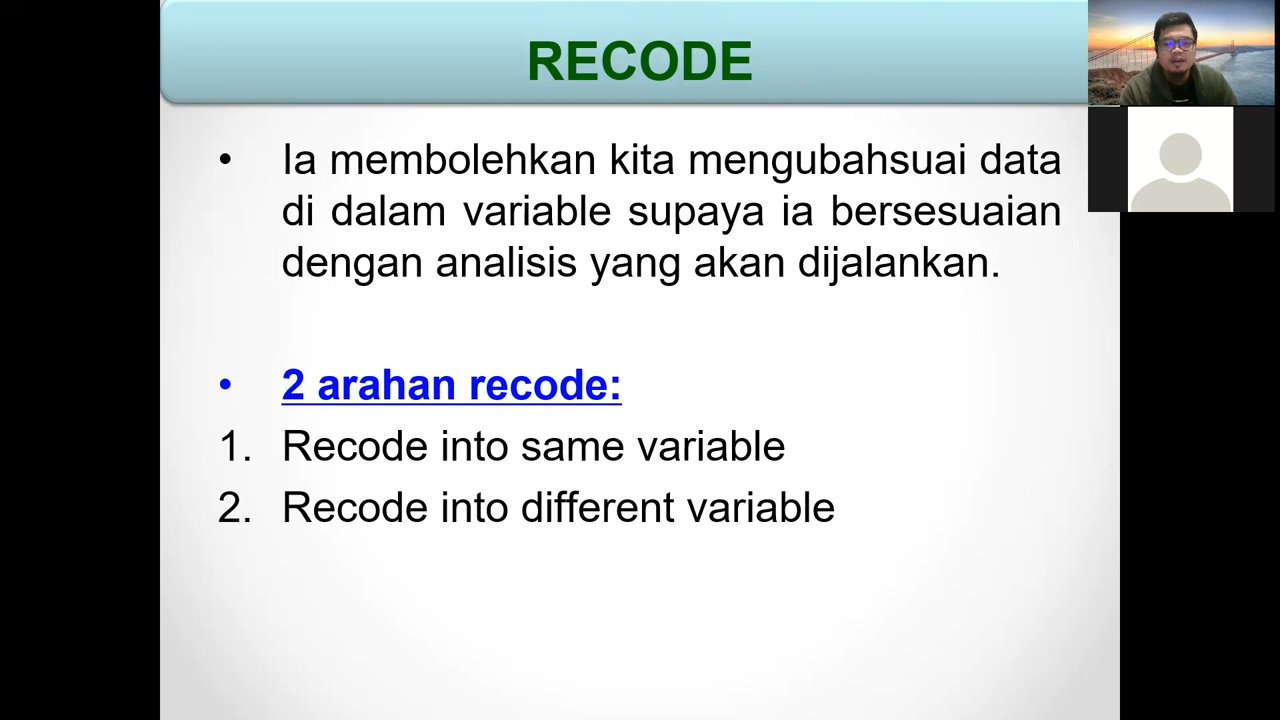 RECODE
• Ia membolehkan kita mengubahsuai data
di dalam variable supaya ia bersesuaian
dengan analisis yang akan dijalankan.
• 2 arahan recode:
1. Recode into same variable
2. Recode into different variable